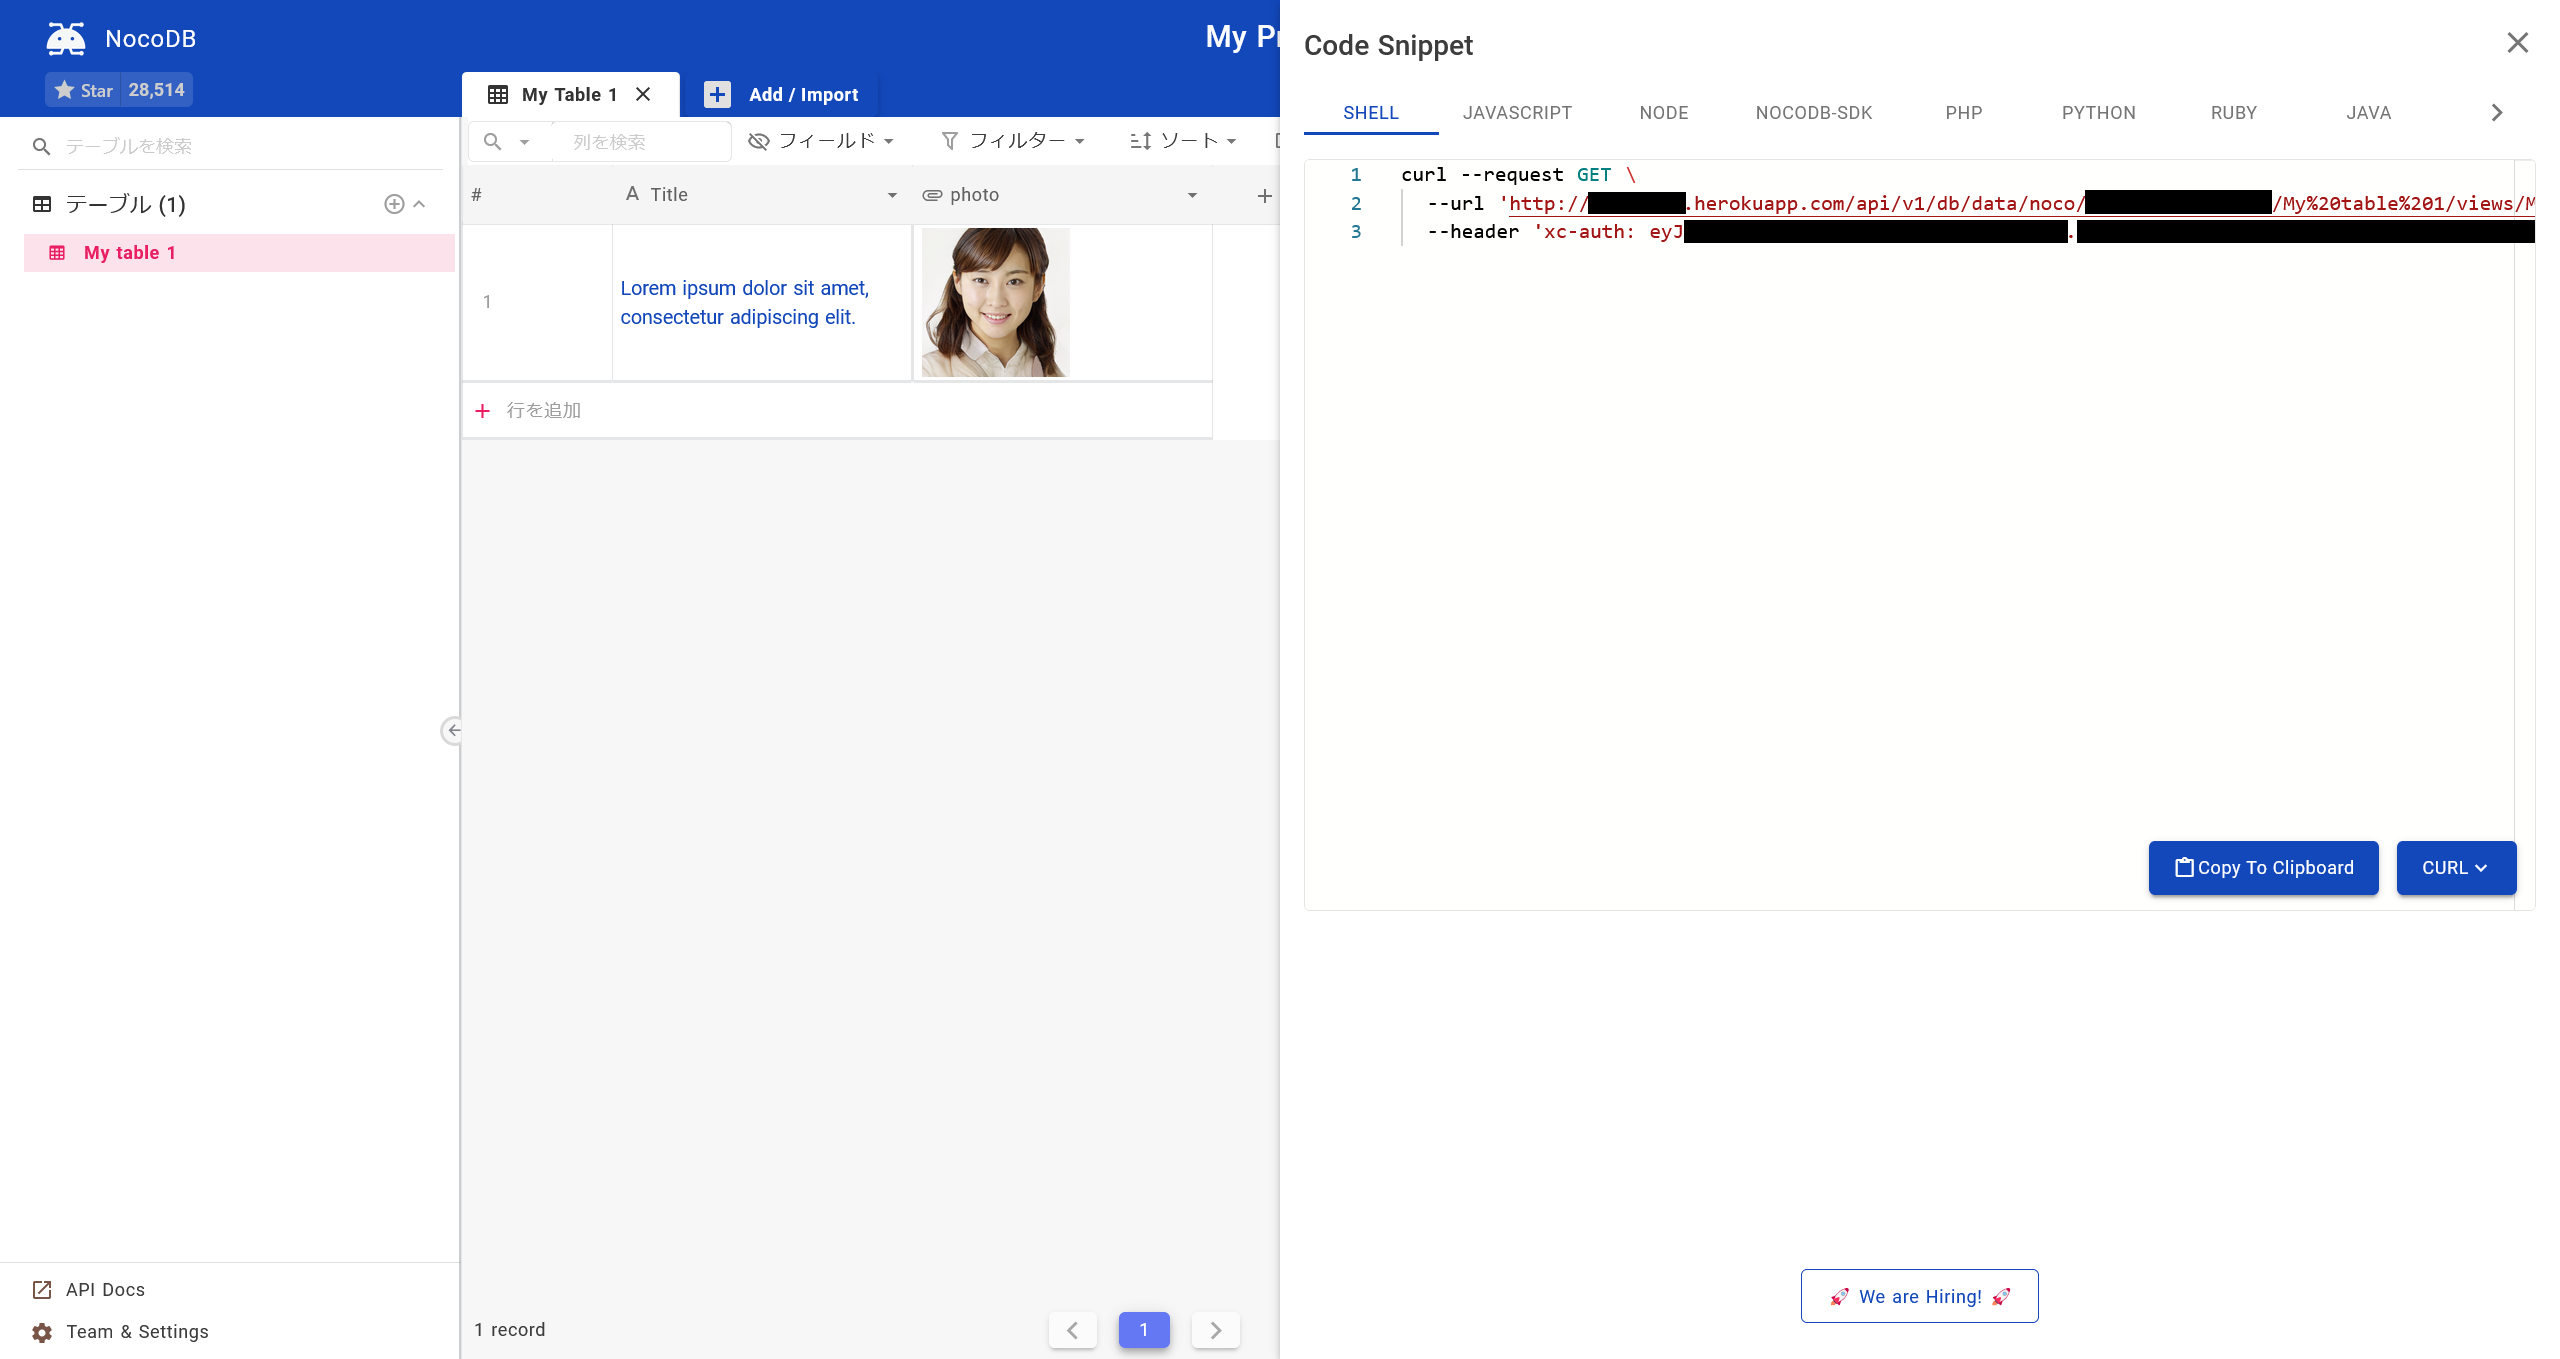 NocoDB
Star 28,514
My Pr
My Table 1
Add / Import
テーブルを検索
列を検索 フィールド フィルター ソート
テーブル (1)
My table 1
# Title photo
1 Lorem ipsum dolor sit amet,
consectetur adipiscing elit.
行を追加
API Docs
Team & Settings
1 record
1
Code Snippet
SHELL JAVASCRIPT NODE NOCODB-SDK PHP PYTHON RUBY JAVA
1 curl --request GET \
2 --url 'http:// .herokuapp.com/api/v1/db/data/noco/ /My%20table%201/views/M
3 --header 'xc-auth: eyJ .
Copy To Clipboard
CURL
🚀 We are Hiring! 🚀